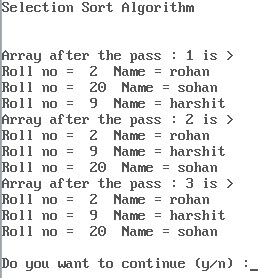 Selection Sort Algorithm
Array after the pass : 1 is >
Roll no =  2  Name = rohan
Roll no =  20  Name = sohan
Roll no =  9  Name = harshit
Array after the pass : 2 is >
Roll no =  2  Name = rohan
Roll no =  9  Name = harshit
Roll no =  20  Name = sohan
Array after the pass : 3 is >
Roll no =  2  Name = rohan
Roll no =  9  Name = harshit
Roll no =  20  Name = sohan
Do you want to continue (y/n) :_